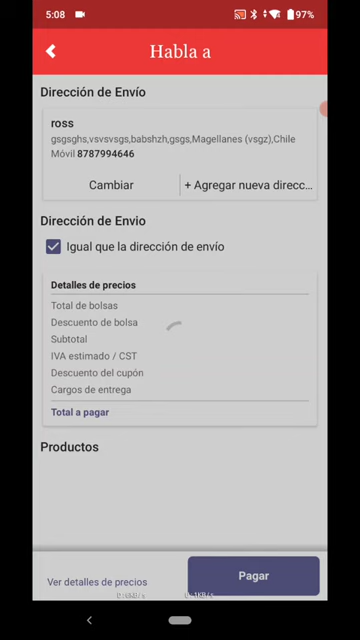 5:08
97%
Habla a
Dirección de Envío
ross
gsgsghs,vsvsvsgs,babshzh,gsgs,Magellanes (vsgz),Chile
Móvil 8787994646
Cambiar
+ Agregar nueva direcc...
Dirección de Envio
Igual que la dirección de envío
Detalles de precios
Total de bolsas
Descuento de bolsa
Subtotal
IVA estimado / CST
Descuento del cupón
Cargos de entrega
Total a pagar
Productos
Ver detalles de precios
Pagar